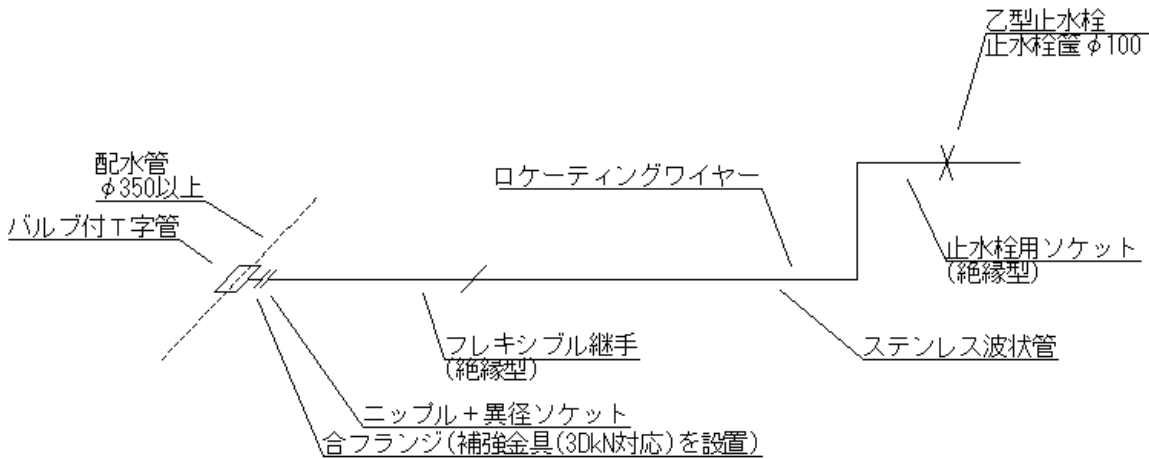 乙型止水栓
止水栓筐φ100
配水管
φ350以上
ロケーティングワイヤー
バルブ付T字管
止水栓用ソケット
(絶縁型)
フレキシブル継手
(絶縁型)
ステンレス波状管
ニップル+異径ソケット
合フランジ(補強金具(3DkN対応)を設置)